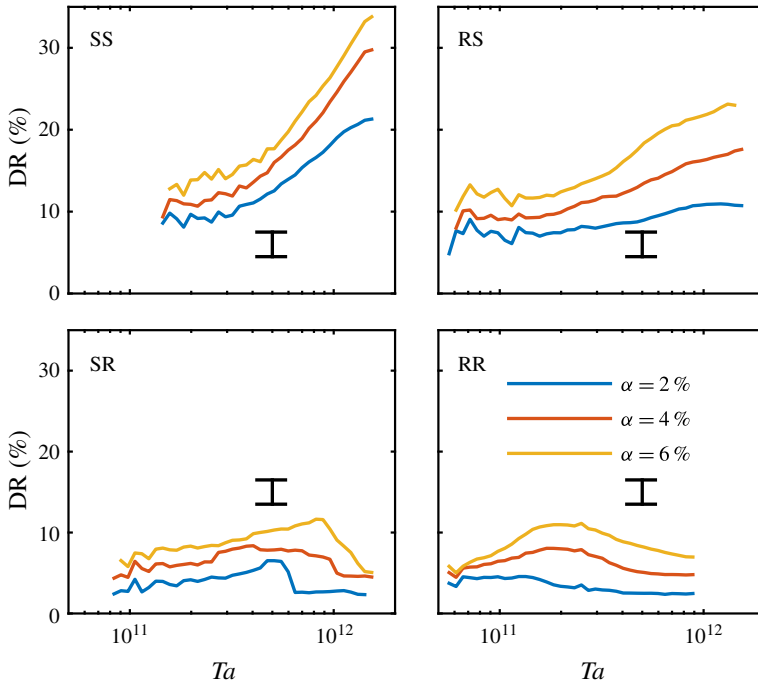 SS
RS
DR (%)
30
20
10
0
SR
RR
DR (%)
30
20
10
0
α = 2 %
α = 4 %
α = 6 %
10¹¹
10¹²
10¹¹
10¹²
Ta
Ta